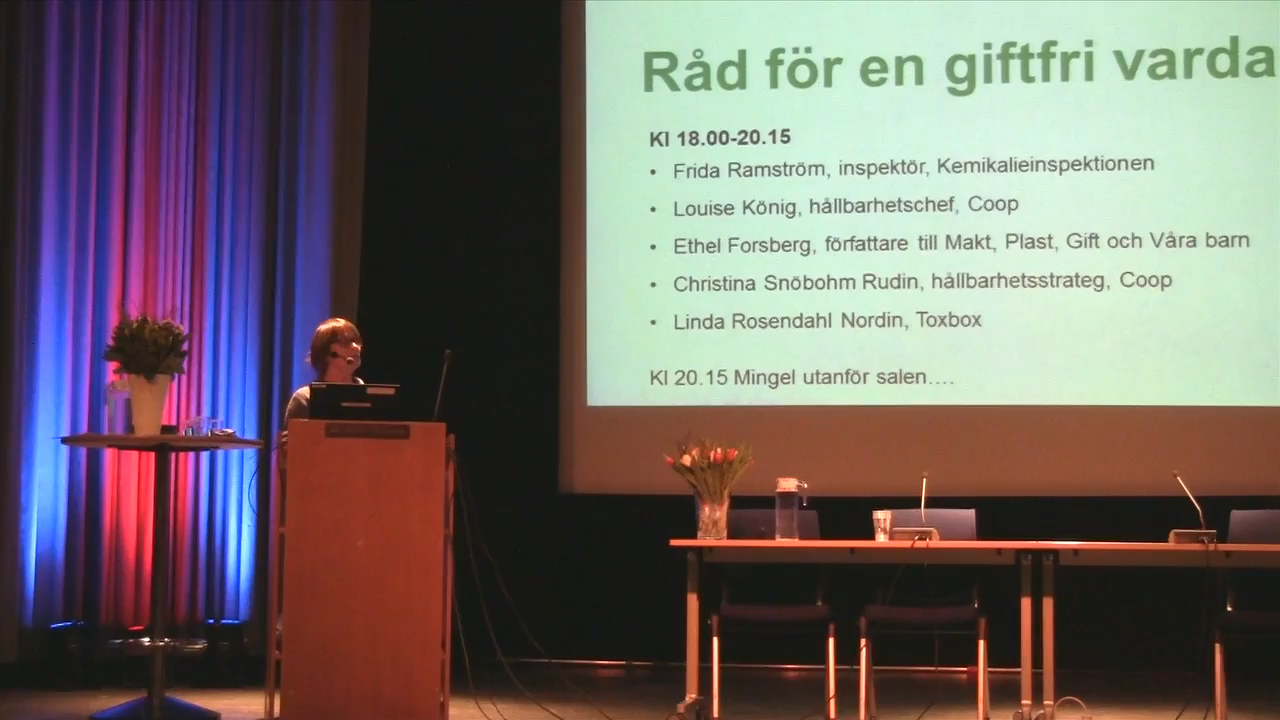 Råd för en giftfri varda
Kl 18.00-20.15
• Frida Ramström, inspektör, Kemikalieinspektionen
• Louise König, hållbarhetschef, Coop
• Ethel Forsberg, författare till Makt, Plast, Gift och Våra barn
• Christina Snöbohm Rudin, hållbarhetsstrateg, Coop
• Linda Rosendahl Nordin, Toxbox
Kl 20.15 Mingel utanför salen….